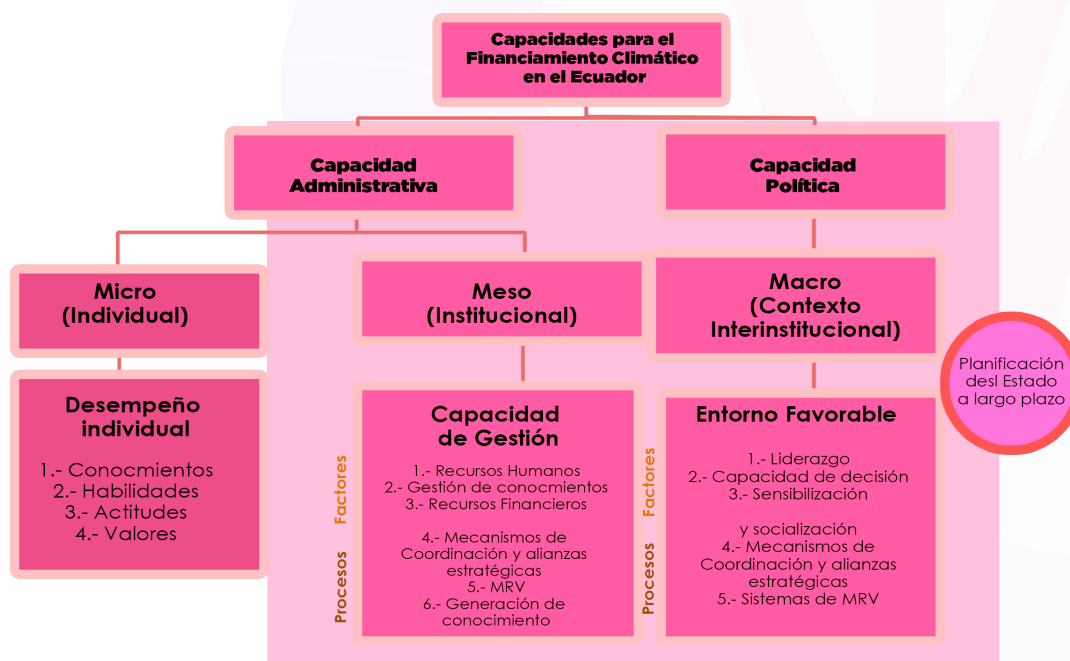 Capacidades para el
Financiamiento Climático
en el Ecuador
Capacidad
Administrativa
Capacidad
Política
Micro
(Individual)
Meso
(Institucional)
Macro
(Contexto
Interinstitucional)
Planificación
desl Estado
a largo plazo
Desempeño
individual
1.- Conocmientos
2.- Habilidades
3.- Actitudes
4.- Valores
Factores
Procesos
Capacidad
de Gestión
1.- Recursos Humanos
2.- Gestión de conocmientos
3.- Recursos Financieros
4.- Mecanismos de
Coordinación y alianzas
estratégicas
5.- MRV
6.- Generación de
conocimiento
Factores
Procesos
Entorno Favorable
1.- Liderazgo
2.- Capacidad de decisión
3.- Sensibilización
y socialización
4.- Mecanismos de
Coordinación y alianzas
estratégicas
5.- Sistemas de MRV